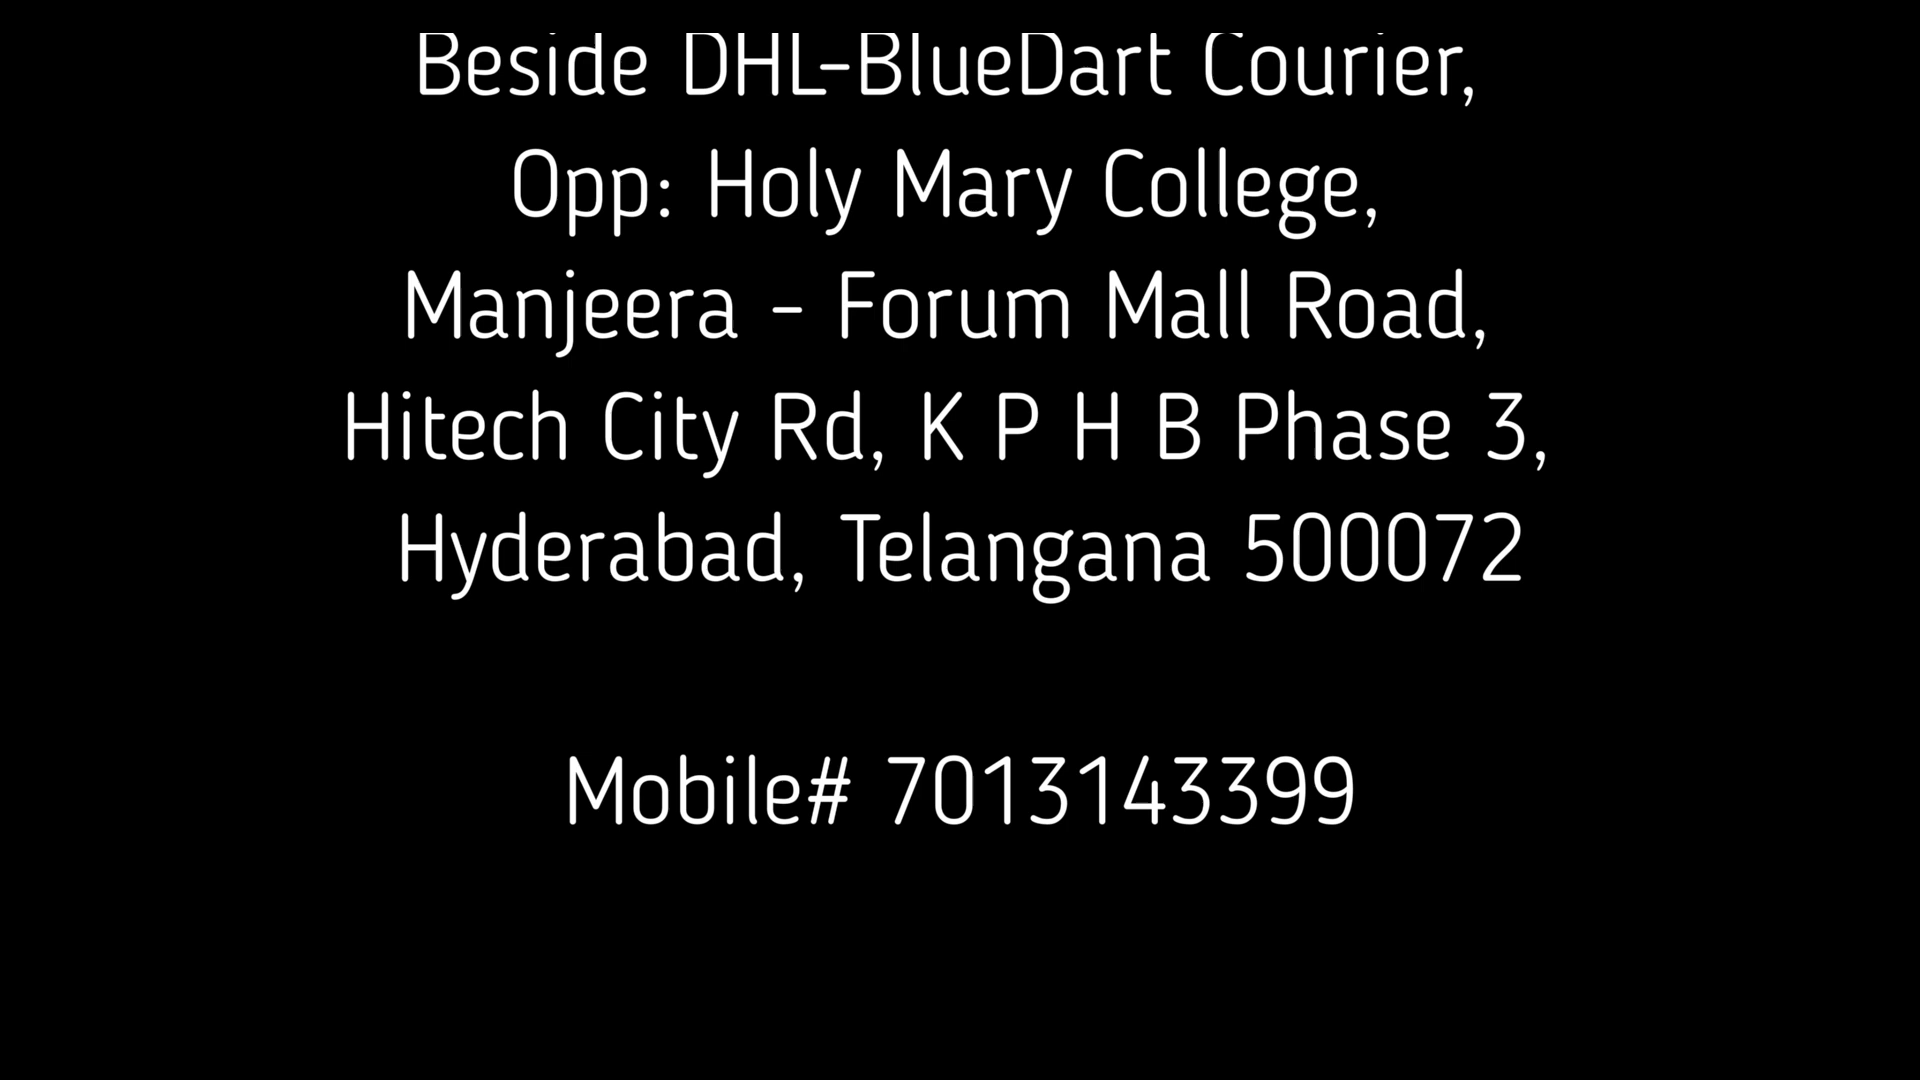 Beside DHL-BlueDart Courier,
Opp: Holy Mary College,
Manjeera - Forum Mall Road,
Hitech City Rd, K P H B Phase 3,
Hyderabad, Telangana 500072
Mobile# 7013143399